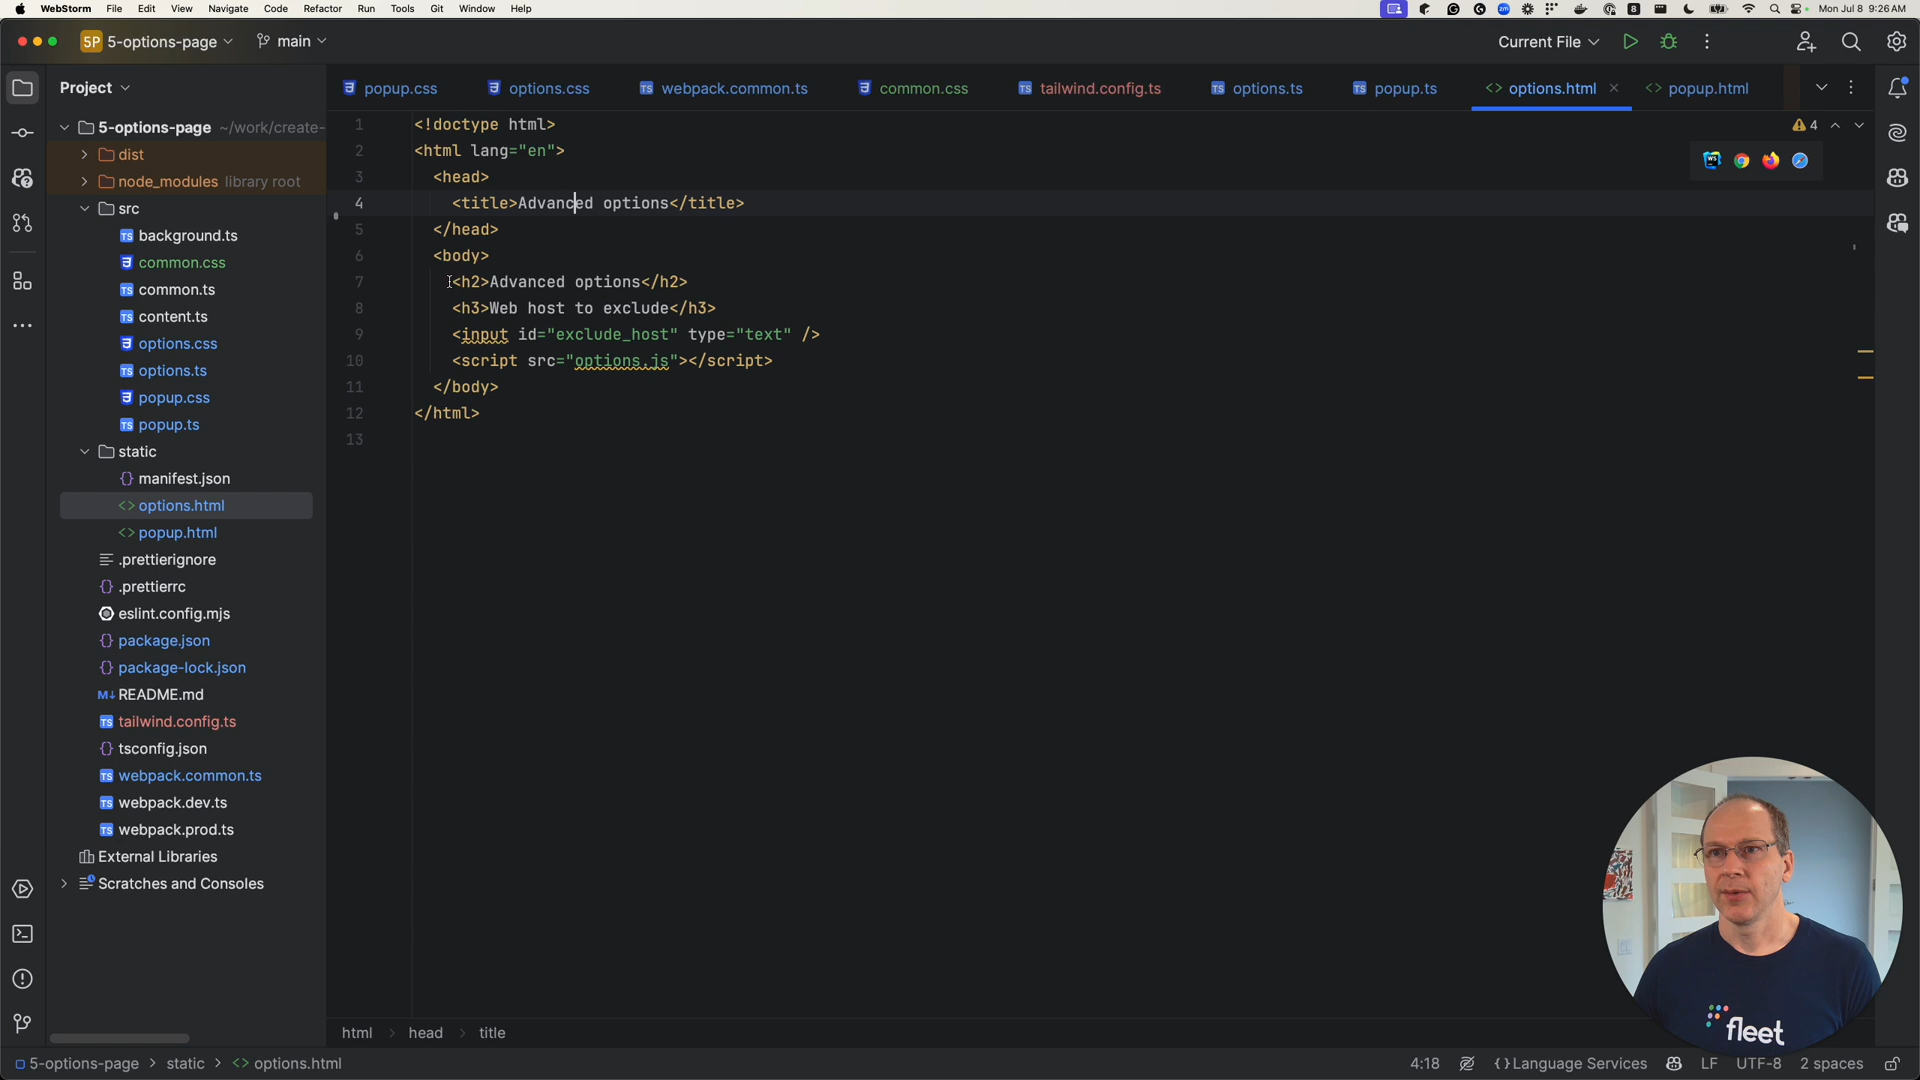 WebStorm File Edit View Navigate Code Refactor Run Tools Git Window Help
Mon Jul 8 9:26 AM
5P 5-options-page main
Current File
Project
popup.css options.css webpack.common.ts common.css tailwind.config.ts options.ts popup.ts options.html popup.html
5-options-page ~/work/create-
dist
node_modules library root
src
background.ts
common.css
common.ts
content.ts
options.css
options.ts
popup.css
popup.ts
static
manifest.json
options.html
popup.html
.prettierignore
.prettierrc
eslint.config.mjs
package.json
package-lock.json
README.md
tailwind.config.ts
tsconfig.json
webpack.common.ts
webpack.dev.ts
webpack.prod.ts
External Libraries
Scratches and Consoles
4
1 <!doctype html>
2 <html lang="en">
3 <head>
4 <title>Advanced options</title>
5 </head>
6 <body>
7 <h2>Advanced options</h2>
8 <h3>Web host to exclude</h3>
9 <input id="exclude_host" type="text" />
10 <script src="options.js"></script>
11 </body>
12 </html>
13
fleet
html > head > title
5-options-page > static > options.html
4:18 {} Language Services LF UTF-8 2 spaces